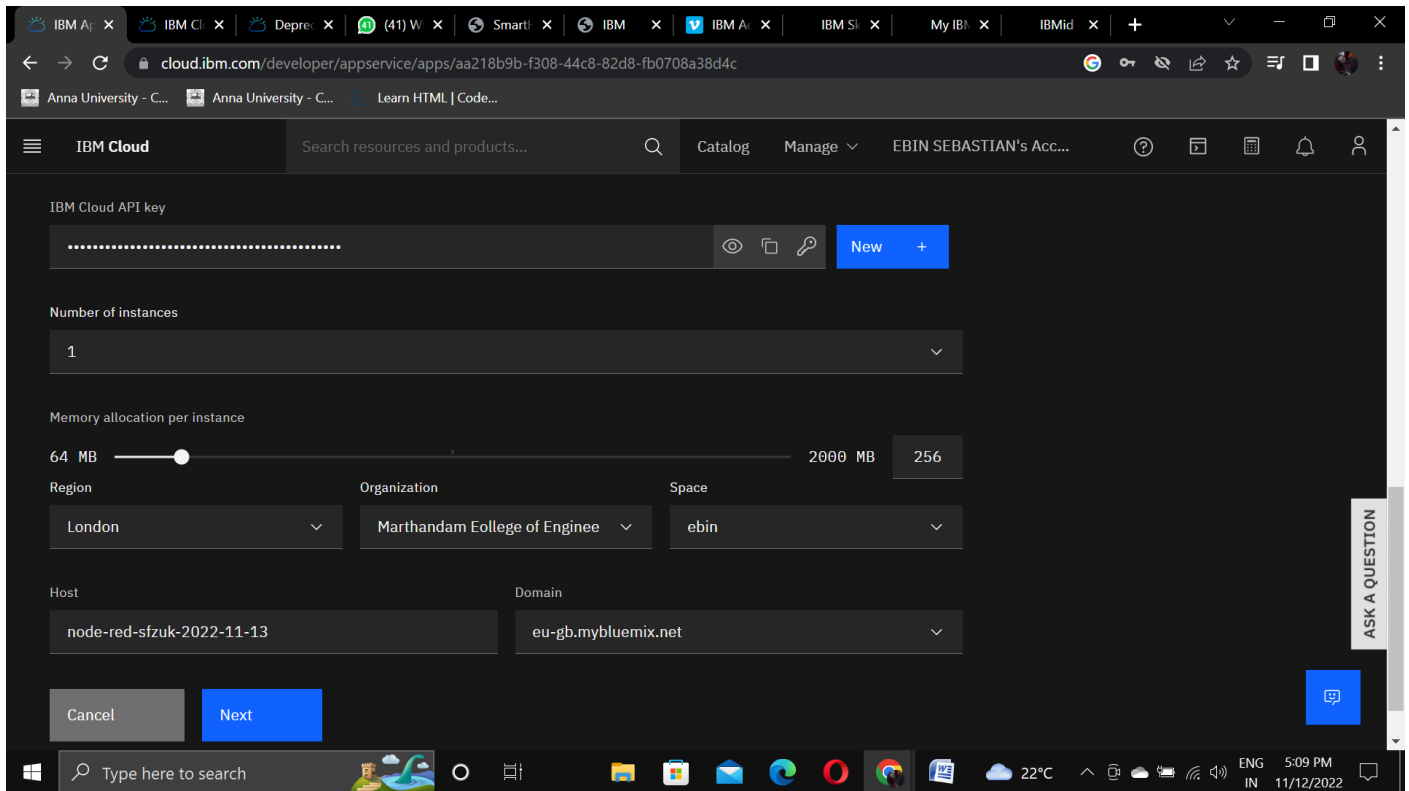 IBM Ap IBM Cl Deprec (41) W SmartF IBM IBM Ac IBM Sk My IBM IBMid
cloud.ibm.com/developer/appservice/apps/aa218b9b-f308-44c8-82d8-fb0708a38d4c
Anna University - C... Anna University - C... Learn HTML | Code...
IBM Cloud Search resources and products... Catalog Manage EBIN SEBASTIAN's Acc...
IBM Cloud API key
New +
Number of instances
1
Memory allocation per instance
64 MB 2000 MB 256
Region Organization Space
London Marthandam Eollege of Enginee ebin
Host Domain
node-red-sfzuk-2022-11-13 eu-gb.mybluemix.net
ASK A QUESTION
Cancel Next
Type here to search 22°C ENG IN 5:09 PM 11/12/2022